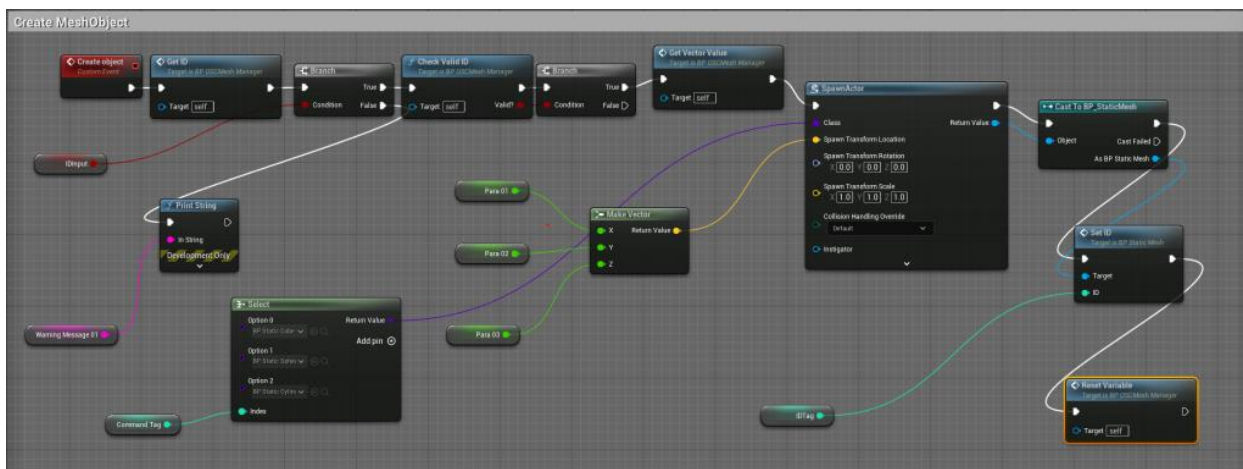 Create MeshObject
Create object
Custom Event
Get ID
Target is BP OSCMesh Manager
Target self
Branch
True
Condition
False
Check Valid ID
Target is BP OSCMesh Manager
Target self
Valid?
Branch
True
Condition
False
Get Vector Value
Target is BP OSCMesh Manager
Target self
SpawnActor
Class
Return Value
Spawn Transform Location
Spawn Transform Rotation
X 0.0 Y 0.0 Z 0.0
Spawn Transform Scale
X 1.0 Y 1.0 Z 1.0
Collision Handling Override
Default
Instigator
Cast To BP_StaticMesh
Object
Cast Failed
As BP Static Mesh
IDInput
Print String
In String
Development Only
Warning Message 01
Para 01
Para 02
Para 03
Make Vector
X
Return Value
Y
Z
Select
Option 0
Return Value
BP Static Cube
Add pin
Option 1
BP Static
Option 2
BP Static
Index
Command Tag
Set ID
Target is BP Static Mesh
Target
ID
IDTag
Reset Variable
Target is BP OSCMesh Manager
Target self